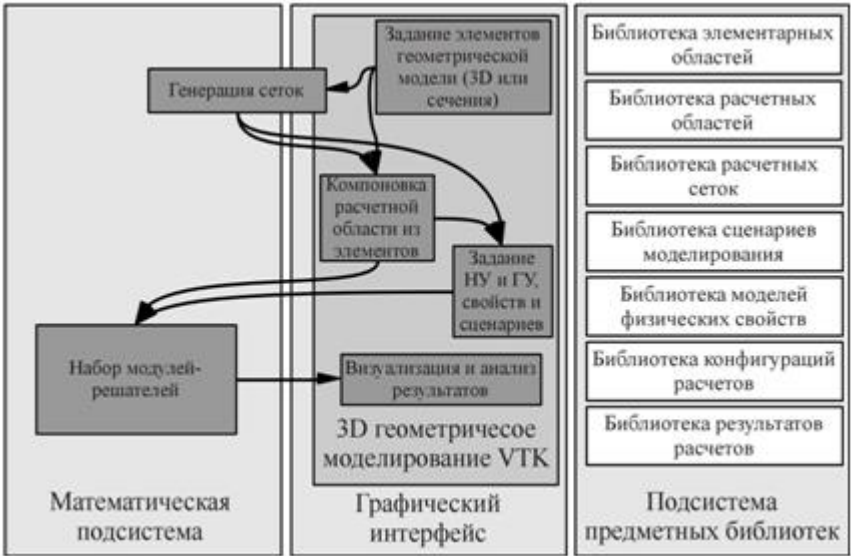 Генерация сеток
Набор модулей-
решателей
Математическая
подсистема
Задание элементов
геометрической
модели (3D или
сечения)
Компоновка
расчетной
области из
элементов
Задание
НУ и ГУ,
свойств и
сценариев
Визуализация и анализ
результатов
3D геометричесое
моделирование VTK
Графический
интерфейс
Библиотека элементарных
областей
Библиотека расчетных
областей
Библиотека расчетных
сеток
Библиотека сценариев
моделирования
Библиотека моделей
физических свойств
Библиотека конфигураций
расчетов
Библиотека результатов
расчетов
Подсистема
предметных библиотек